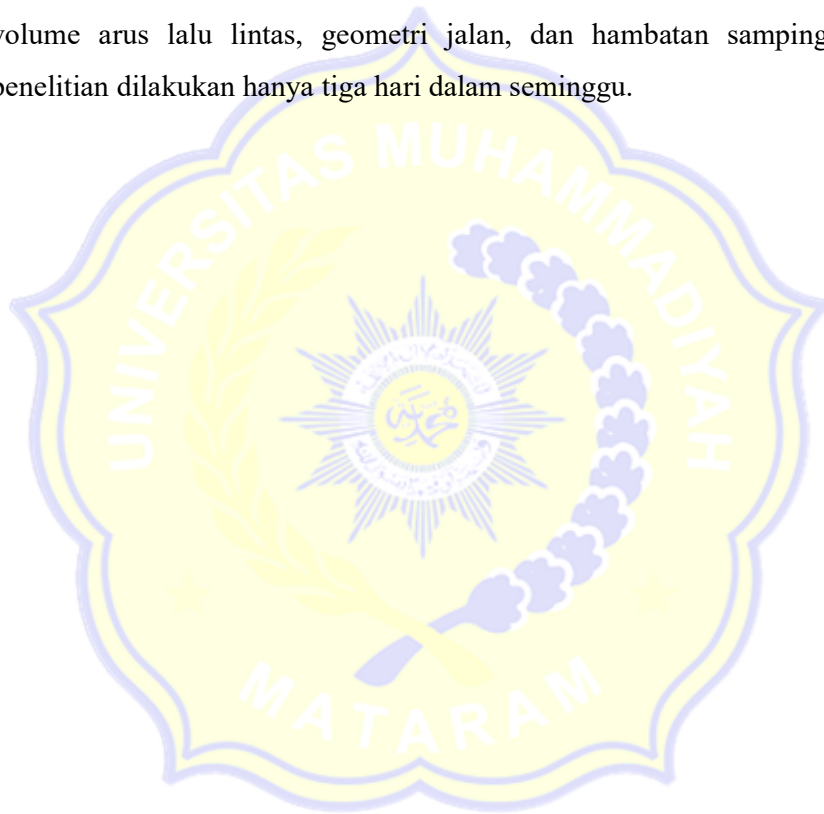 volume arus lalu lintas, geometri jalan, dan hambatan samping
penelitian dilakukan hanya tiga hari dalam seminggu.
UNIVERSITAS MUHAMMADIYAH
MATARAM